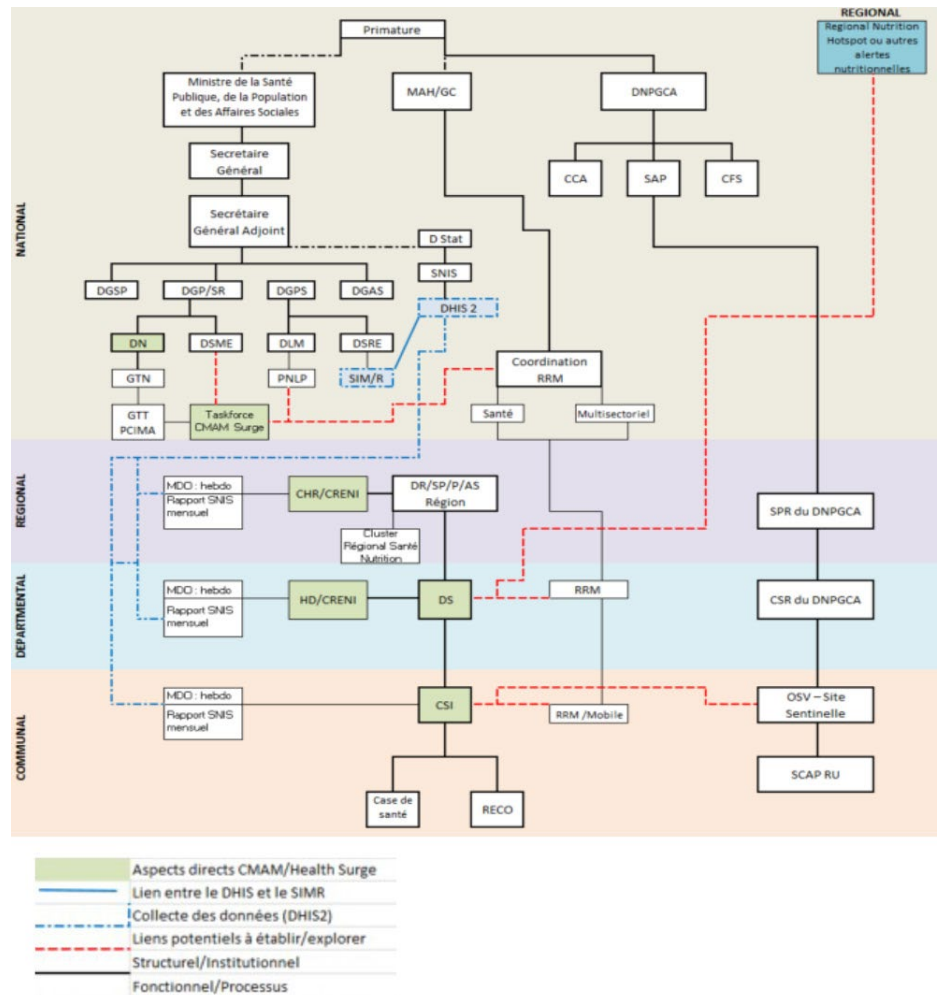 REGIONAL
Regional Nutrition
Hotspot ou autres
alertes
nutritionnelles
Primature
Ministre de la Santé
Publique, de la Population
et des Affaires Sociales
MAH/GC
DNPGCA
Secretaire
Général
CCA
SAP
CFS
Secrétaire
Général Adjoint
D Stat
SNIS
DGSP
DGP/SR
DGPS
DGAS
DHIS 2
DN
DSME
DLM
DSRE
GTN
PNLP
SIM/R
Coordination
RRM
GTT
PCIMA
Taskforce
CMAM Surge
Santé
Multisectoriel
NATIONAL
MDO : hebdo
Rapport SNIS
mensuel
CHR/CRENI
DR/SP/P/AS
Région
Cluster
Régional Santé
Nutrition
SPR du DNPGCA
REGIONAL
MDO : hebdo
Rapport SNIS
mensuel
HD/CRENI
DS
RRM
CSR du DNPGCA
DEPARTMENTAL
MDO : hebdo
Rapport SNIS
mensuel
CSI
RRM /Mobile
OSV – Site
Sentinelle
SCAP RU
Case de
santé
RECO
COMMUNAL
Aspects directs CMAM/Health Surge
Lien entre le DHIS et le SIMR
Collecte des données (DHIS2)
Liens potentiels à établir/explorer
Structurel/Institutionnel
Fonctionnel/Processus